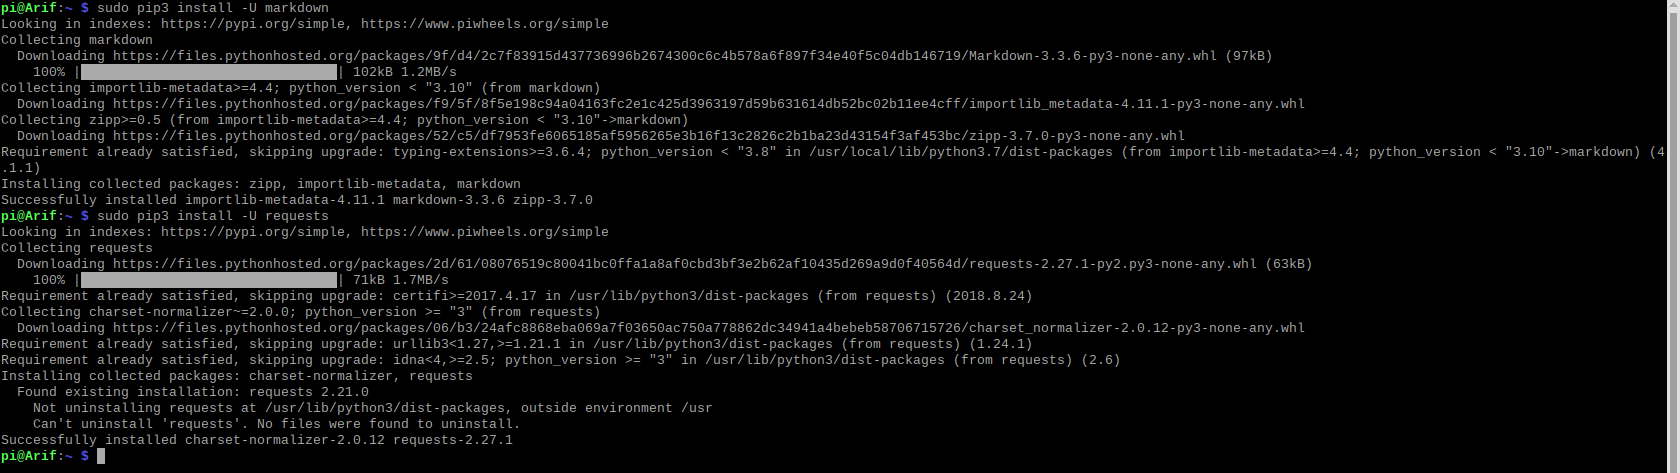 pi@Arif:~ $ sudo pip3 install -U markdown
Looking in indexes: https://pypi.org/simple, https://www.piwheels.org/simple
Collecting markdown
  Downloading https://files.pythonhosted.org/packages/9f/d4/2c7f83915d437736996b2674300c6c4b578a6f897f34e40f5c04db146719/Markdown-3.3.6-py3-none-any.whl (97kB)
    100% |████████████████████████████████| 102kB 1.2MB/s
Collecting importlib-metadata>=4.4; python_version < "3.10" (from markdown)
  Downloading https://files.pythonhosted.org/packages/f9/5f/8f5e198c94a04163fc2e1c425d3963197d59b631614db52bc02b11ee4cff/importlib_metadata-4.11.1-py3-none-any.whl
Collecting zipp>=0.5 (from importlib-metadata>=4.4; python_version < "3.10"->markdown)
  Downloading https://files.pythonhosted.org/packages/52/c5/df7953fe6065185af5956265e3b16f13c2826c2b1ba23d43154f3af453bc/zipp-3.7.0-py3-none-any.whl
Requirement already satisfied, skipping upgrade: typing-extensions>=3.6.4; python_version < "3.8" in /usr/local/lib/python3.7/dist-packages (from importlib-metadata>=4.4; python_version < "3.10"->markdown) (4
.1.1)
Installing collected packages: zipp, importlib-metadata, markdown
Successfully installed importlib-metadata-4.11.1 markdown-3.3.6 zipp-3.7.0
pi@Arif:~ $ sudo pip3 install -U requests
Looking in indexes: https://pypi.org/simple, https://www.piwheels.org/simple
Collecting requests
  Downloading https://files.pythonhosted.org/packages/2d/61/08076519c80041bc0ffa1a8af0cbd3bf3e2b62af10435d269a9d0f40564d/requests-2.27.1-py2.py3-none-any.whl (63kB)
    100% |████████████████████████████████| 71kB 1.7MB/s
Requirement already satisfied, skipping upgrade: certifi>=2017.4.17 in /usr/lib/python3/dist-packages (from requests) (2018.8.24)
Collecting charset-normalizer~=2.0.0; python_version >= "3" (from requests)
  Downloading https://files.pythonhosted.org/packages/06/b3/24afc8868eba069a7f03650ac750a778862dc34941a4bebeb58706715726/charset_normalizer-2.0.12-py3-none-any.whl
Requirement already satisfied, skipping upgrade: urllib3<1.27,>=1.21.1 in /usr/lib/python3/dist-packages (from requests) (1.24.1)
Requirement already satisfied, skipping upgrade: idna<4,>=2.5; python_version >= "3" in /usr/lib/python3/dist-packages (from requests) (2.6)
Installing collected packages: charset-normalizer, requests
  Found existing installation: requests 2.21.0
    Not uninstalling requests at /usr/lib/python3/dist-packages, outside environment /usr
    Can't uninstall 'requests'. No files were found to uninstall.
Successfully installed charset-normalizer-2.0.12 requests-2.27.1
pi@Arif:~ $